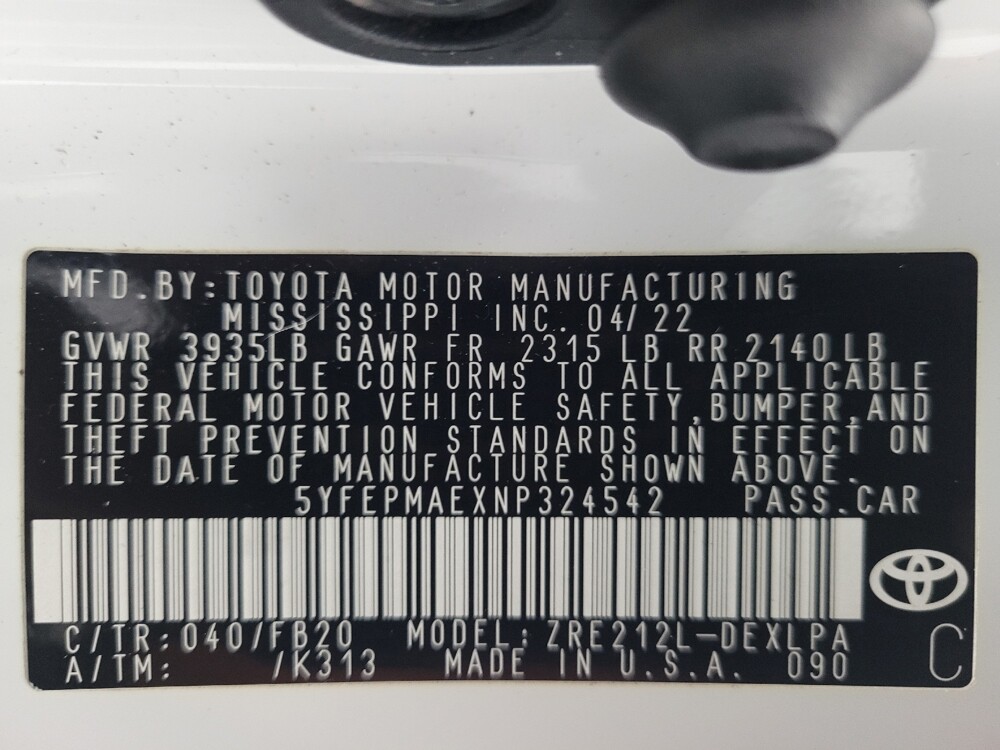 MFD.BY:TOYOTA MOTOR MANUFACTURING
MISSISSIPPI INC. 04/22
GVWR 3935LB GAWR FR 2315 LB RR 2140 LB
THIS VEHICLE CONFORMS TO ALL APPLICABLE
FEDERAL MOTOR VEHICLE SAFETY,BUMPER,AND
THEFT PREVENTION STANDARDS IN EFFECT ON
THE DATE OF MANUFACTURE SHOWN ABOVE.
5YFEPMAEXNP324542 PASS.CAR
C/TR:040/FB20 MODEL:ZRE212L-DEXLPA
A/TM: /K313 MADE IN U.S.A. 090
C